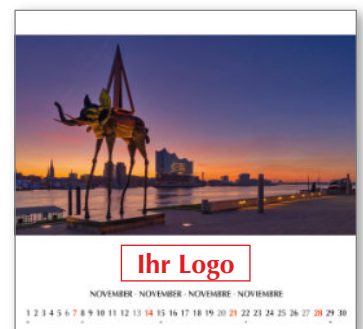 Ihr Logo
NOVEMBER · NOVEMBER · NOVEMBRE · NOVIEMBRE
1 2 3 4 5 6 7 8 9 10 11 12 13 14 15 16 17 18 19 20 21 22 23 24 25 26 27 28 29 30